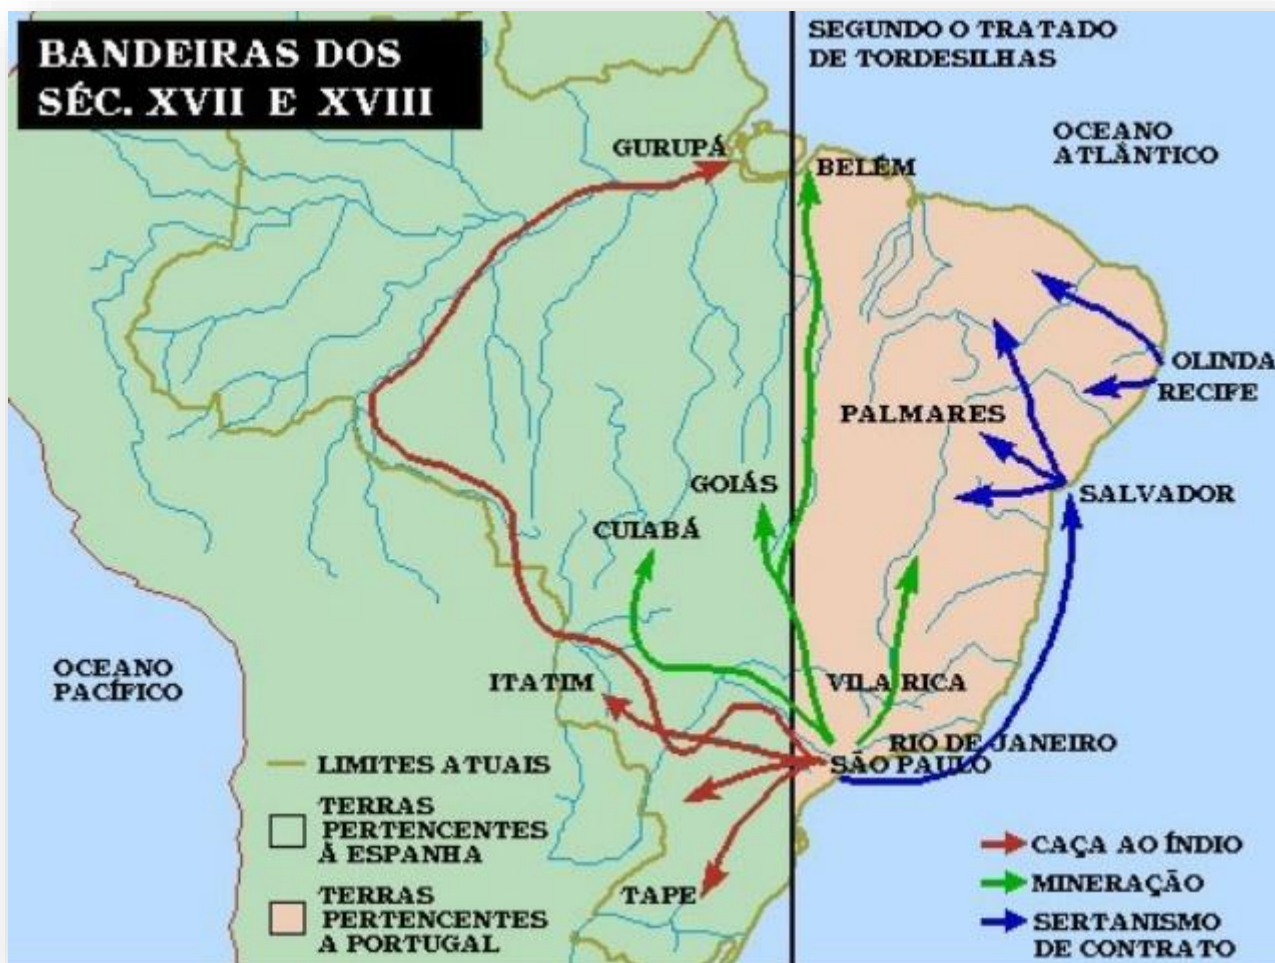 BANDEIRAS DOS
SÉC. XVII E XVIII
SEGUNDO O TRATADO
DE TORDESILHAS
OCEANO
ATLÂNTICO
GURUPÁ
BELÉM
OLINDA
RECIFE
PALMARES
SALVADOR
GOIÁS
CUIABÁ
OCEANO
PACÍFICO
ITATIM
VILA RICA
RIO DE JANEIRO
SÃO PAULO
TAPE
LIMITES ATUAIS
TERRAS
PERTENCENTES
À ESPANHA
TERRAS
PERTENCENTES
A PORTUGAL
CAÇA AO ÍNDIO
MINERAÇÃO
SERTANISMO
DE CONTRATO